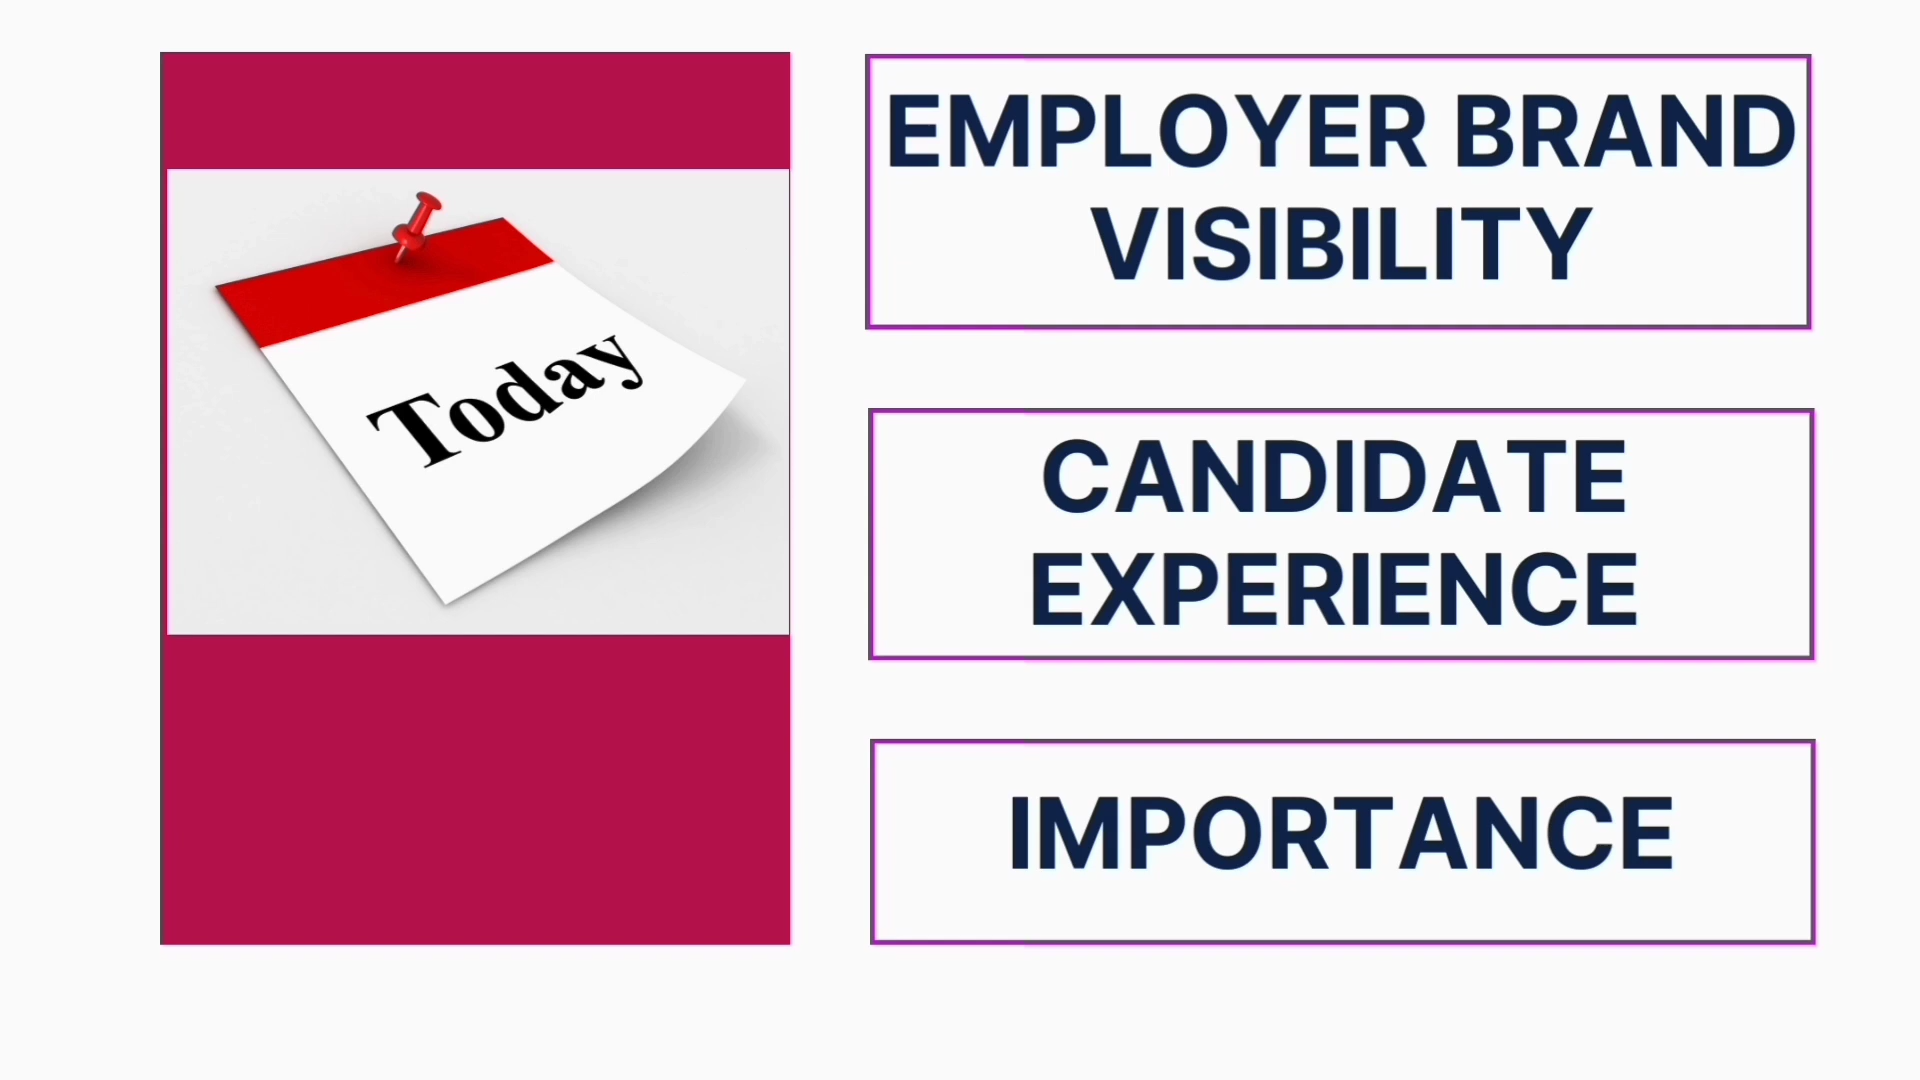 Today
EMPLOYER BRAND
VISIBILITY
CANDIDATE
EXPERIENCE
IMPORTANCE